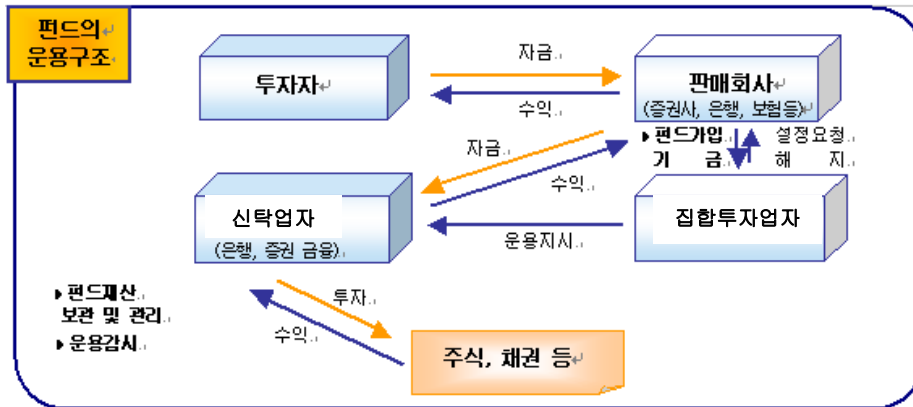 펀드의
운용구조
투자자
자금
수익
판매회사
(증권사, 은행, 보험등)
▶펀드가입
기 금
설정요청
해 지
자금
수익
신탁업자
(은행, 증권 금융)
운용지시
집합투자업자
▶펀드재산
보관 및 관리
▶운용감시
투자
수익
주식, 채권 등